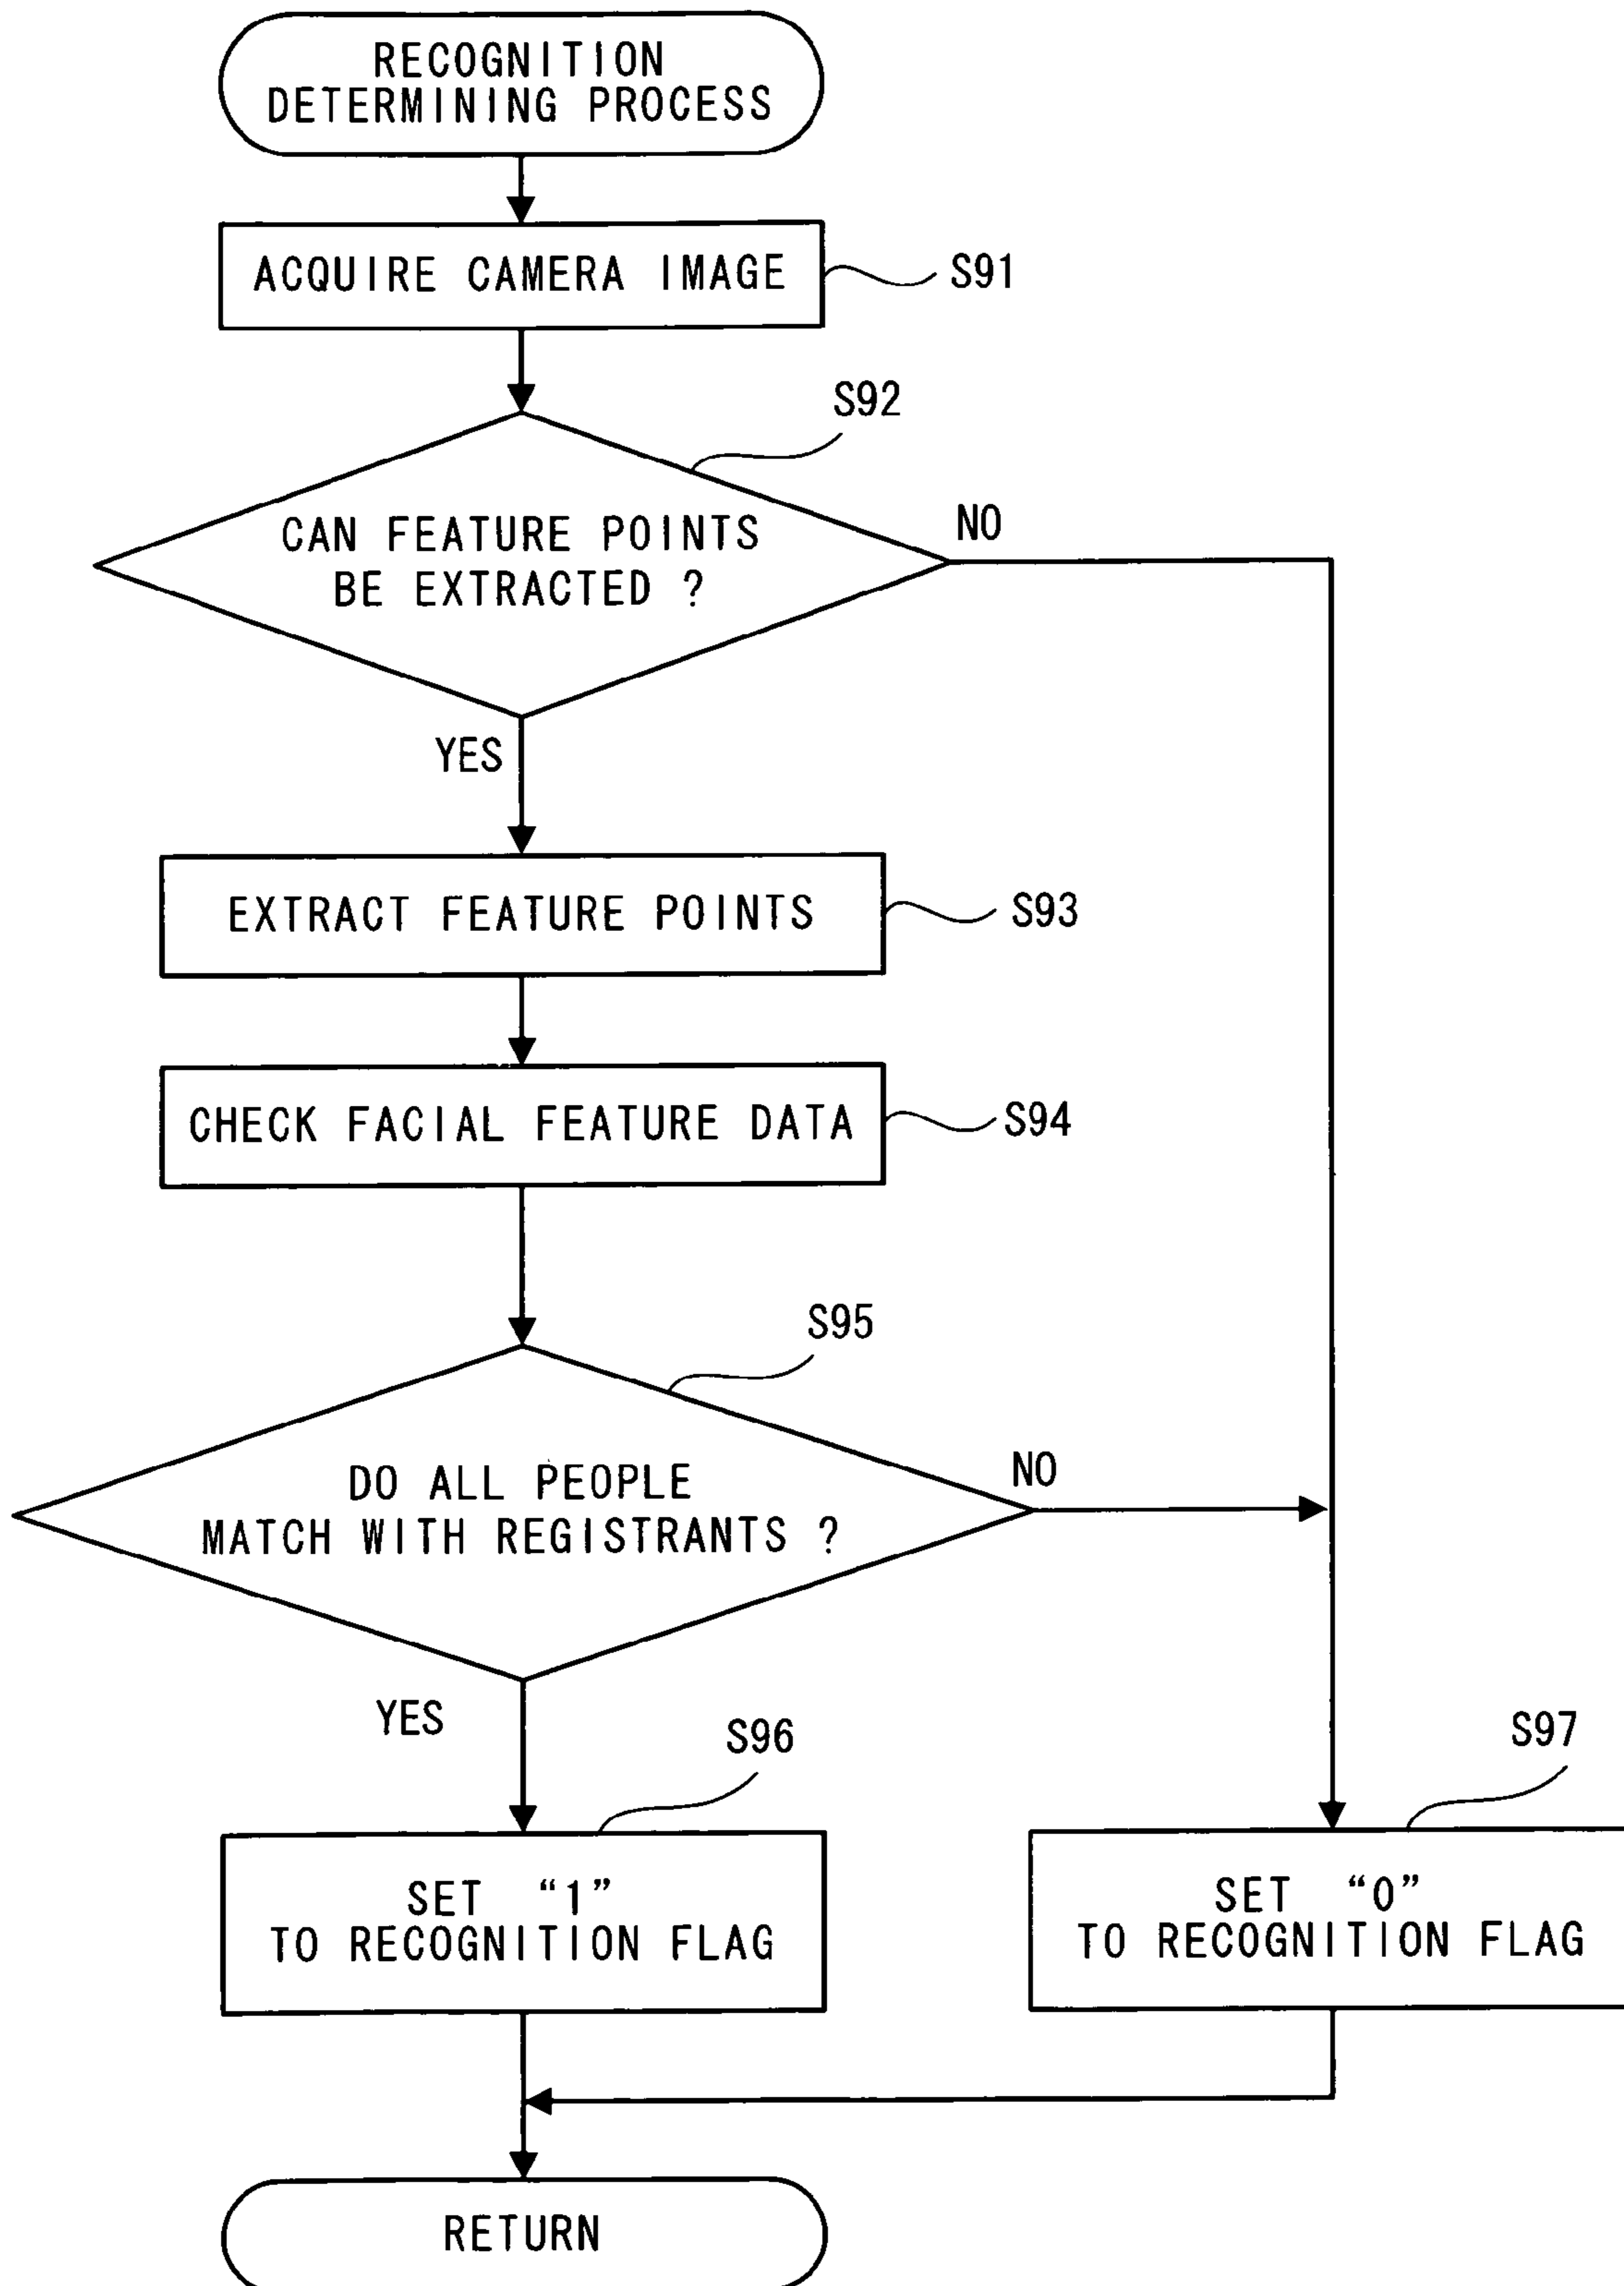 RECOGNITION
DETERMINING PROCESS
ACQUIRE CAMERA IMAGE
S91
S92
CAN FEATURE POINTS
BE EXTRACTED ?
NO
YES
EXTRACT FEATURE POINTS
S93
CHECK FACIAL FEATURE DATA
S94
S95
DO ALL PEOPLE
MATCH WITH REGISTRANTS ?
NO
YES
S96
S97
SET “1”
TO RECOGNITION FLAG
SET “0”
TO RECOGNITION FLAG
RETURN